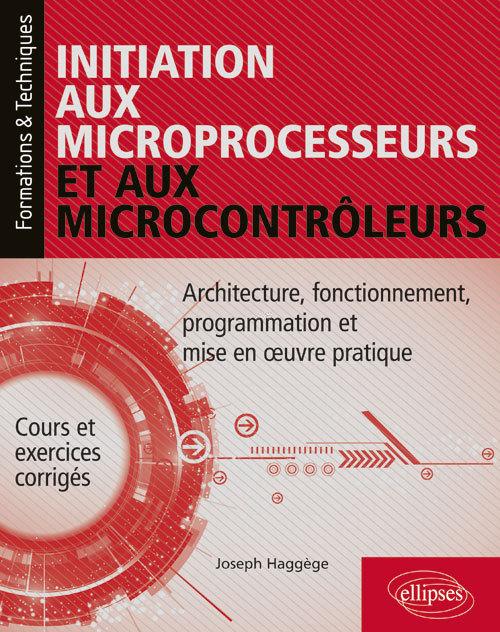 Formations & Techniques
INITIATION
AUX
MICROPROCESSEURS
ET AUX
MICROCONTRÔLEURS
Architecture, fonctionnement,
programmation et
mise en œuvre pratique
Cours et
exercices
corrigés
Joseph Haggège
ellipses